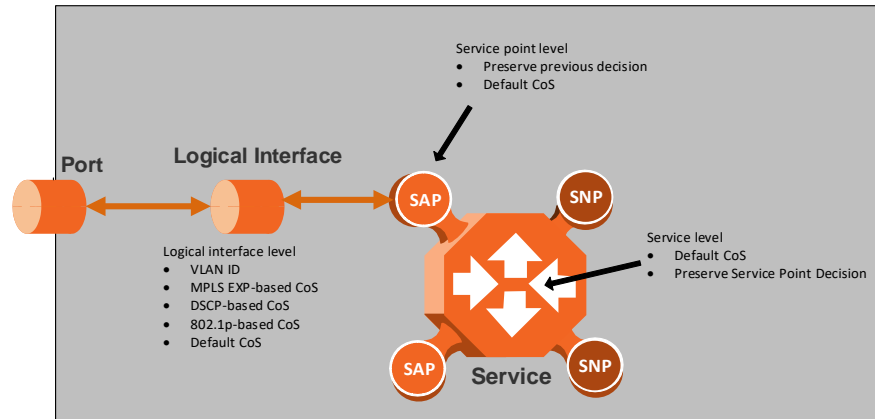 Service point level
• Preserve previous decision
• Default CoS
Port
Logical Interface
SAP
SNP
Logical interface level
• VLAN ID
• MPLS EXP-based CoS
• DSCP-based CoS
• 802.1p-based CoS
• Default CoS
Service level
• Default CoS
• Preserve Service Point Decision
SAP
Service
SNP